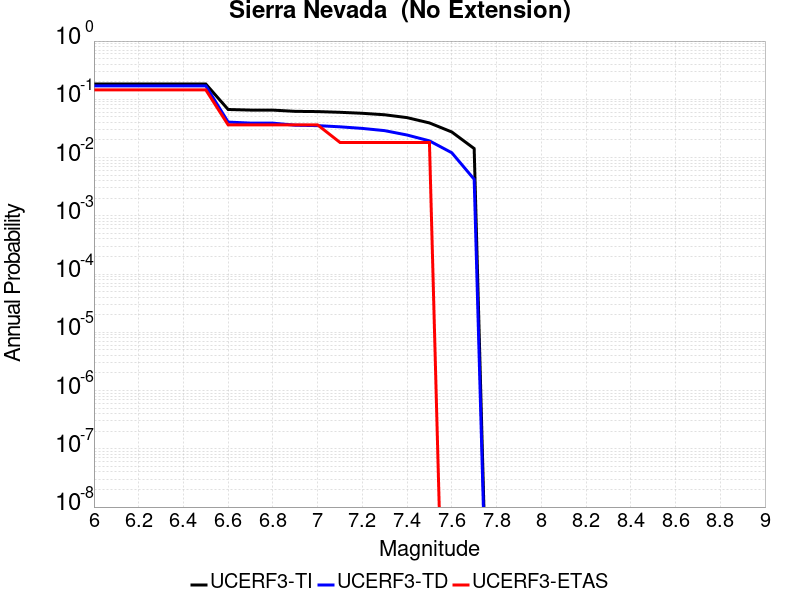 Sierra Nevada  (No Extension)
10^0
10^-1
10^-2
10^-3
10^-4
10^-5
10^-6
10^-7
10^-8
Annual Probability
6 6.2 6.4 6.6 6.8 7 7.2 7.4 7.6 7.8 8 8.2 8.4 8.6 8.8 9
Magnitude
UCERF3-TI UCERF3-TD UCERF3-ETAS